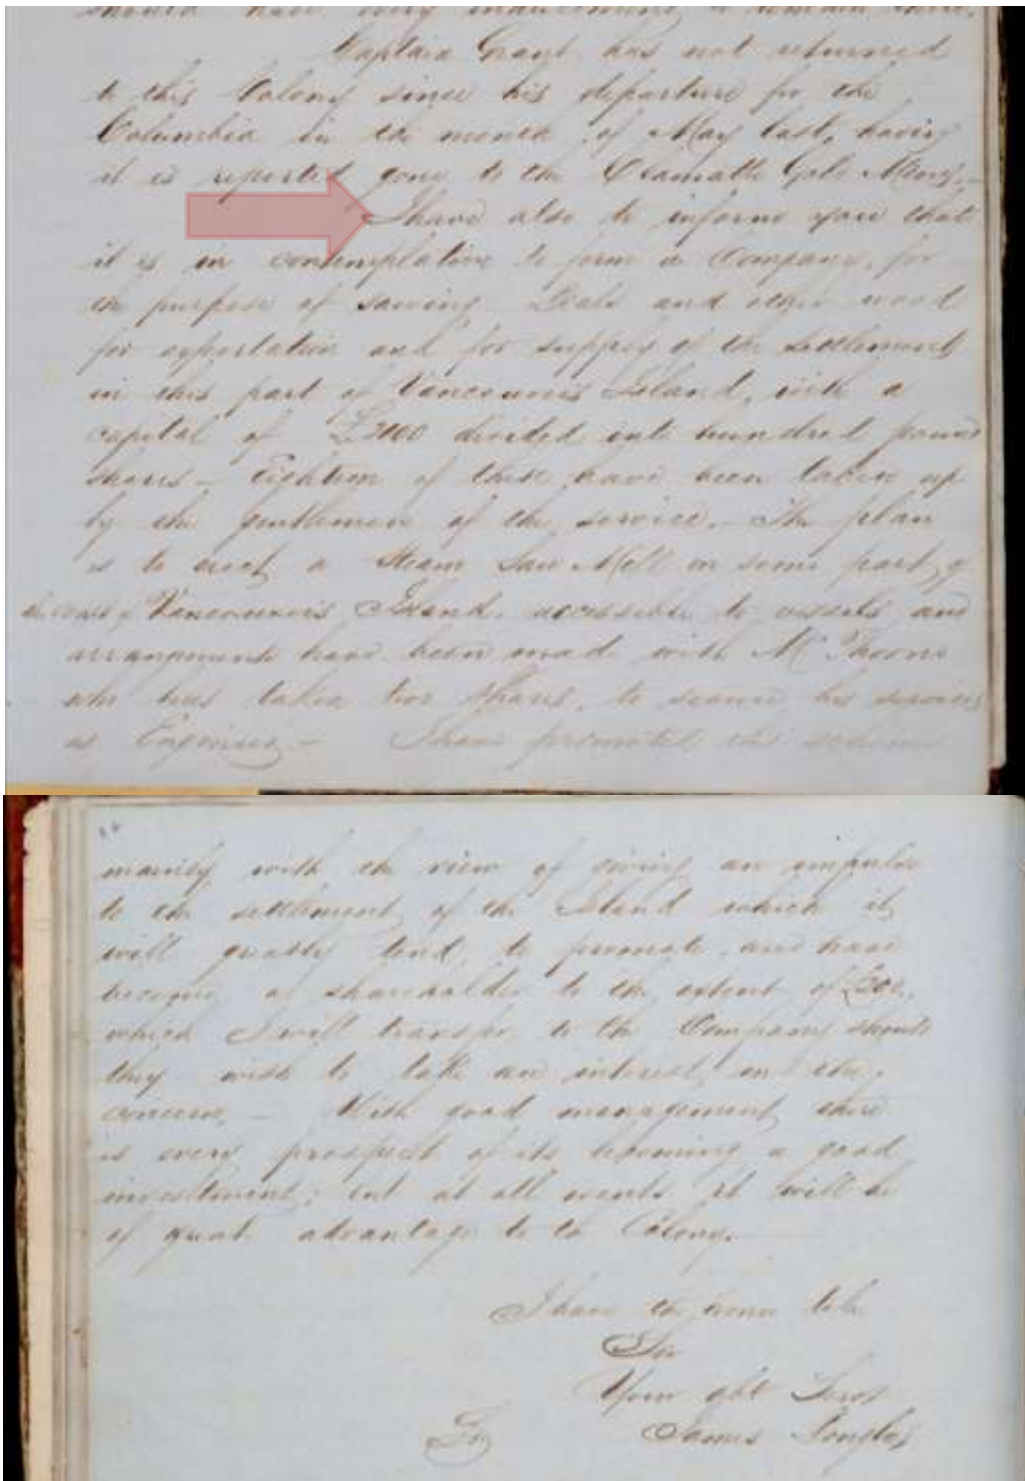 should have every inducement to remain there.
Captain Grant has not returned
to this Colony since his departure for the
Columbia in the month of May last, having
it is reported gone to the Clamatte Gold Mines.—
I have also to inform you that
it is in contemplation to form a Company, for
the purpose of sawing Deals and other wood
for exportation and for supply of the settlements
in this part of Vancouver's Island, with a
capital of £2000 divided into hundred pound
shares — Eighteen of these have been taken up
by the gentlemen of the service. — The plan
is to erect a Steam Saw Mill on some part of
the coast of Vancouver's Island, accessible to vessels and
arrangements have been made with Mr Thorne
who has taken two shares, to secure his services
as Engineer — I have promoted the scheme
mainly with the view of giving an impulse
to the settlement of the Island which it
will greatly tend to promote, and have
become a shareholder to the extent of £200.
which I will transfer to the Company should
they wish to take an interest in the
concern. — With good management there
is every prospect of its becoming a good
investment; but at all events it will be
of great advantage to the Colony.
I have the honor to be
Sir
Your obt Servt
James Douglas